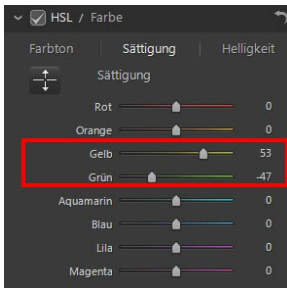 HSL / Farbe
Farbton | Sättigung | Helligkeit
Sättigung
Rot 0
Orange 0
Gelb 53
Grün -47
Aquamarin 0
Blau 0
Lila 0
Magenta 0